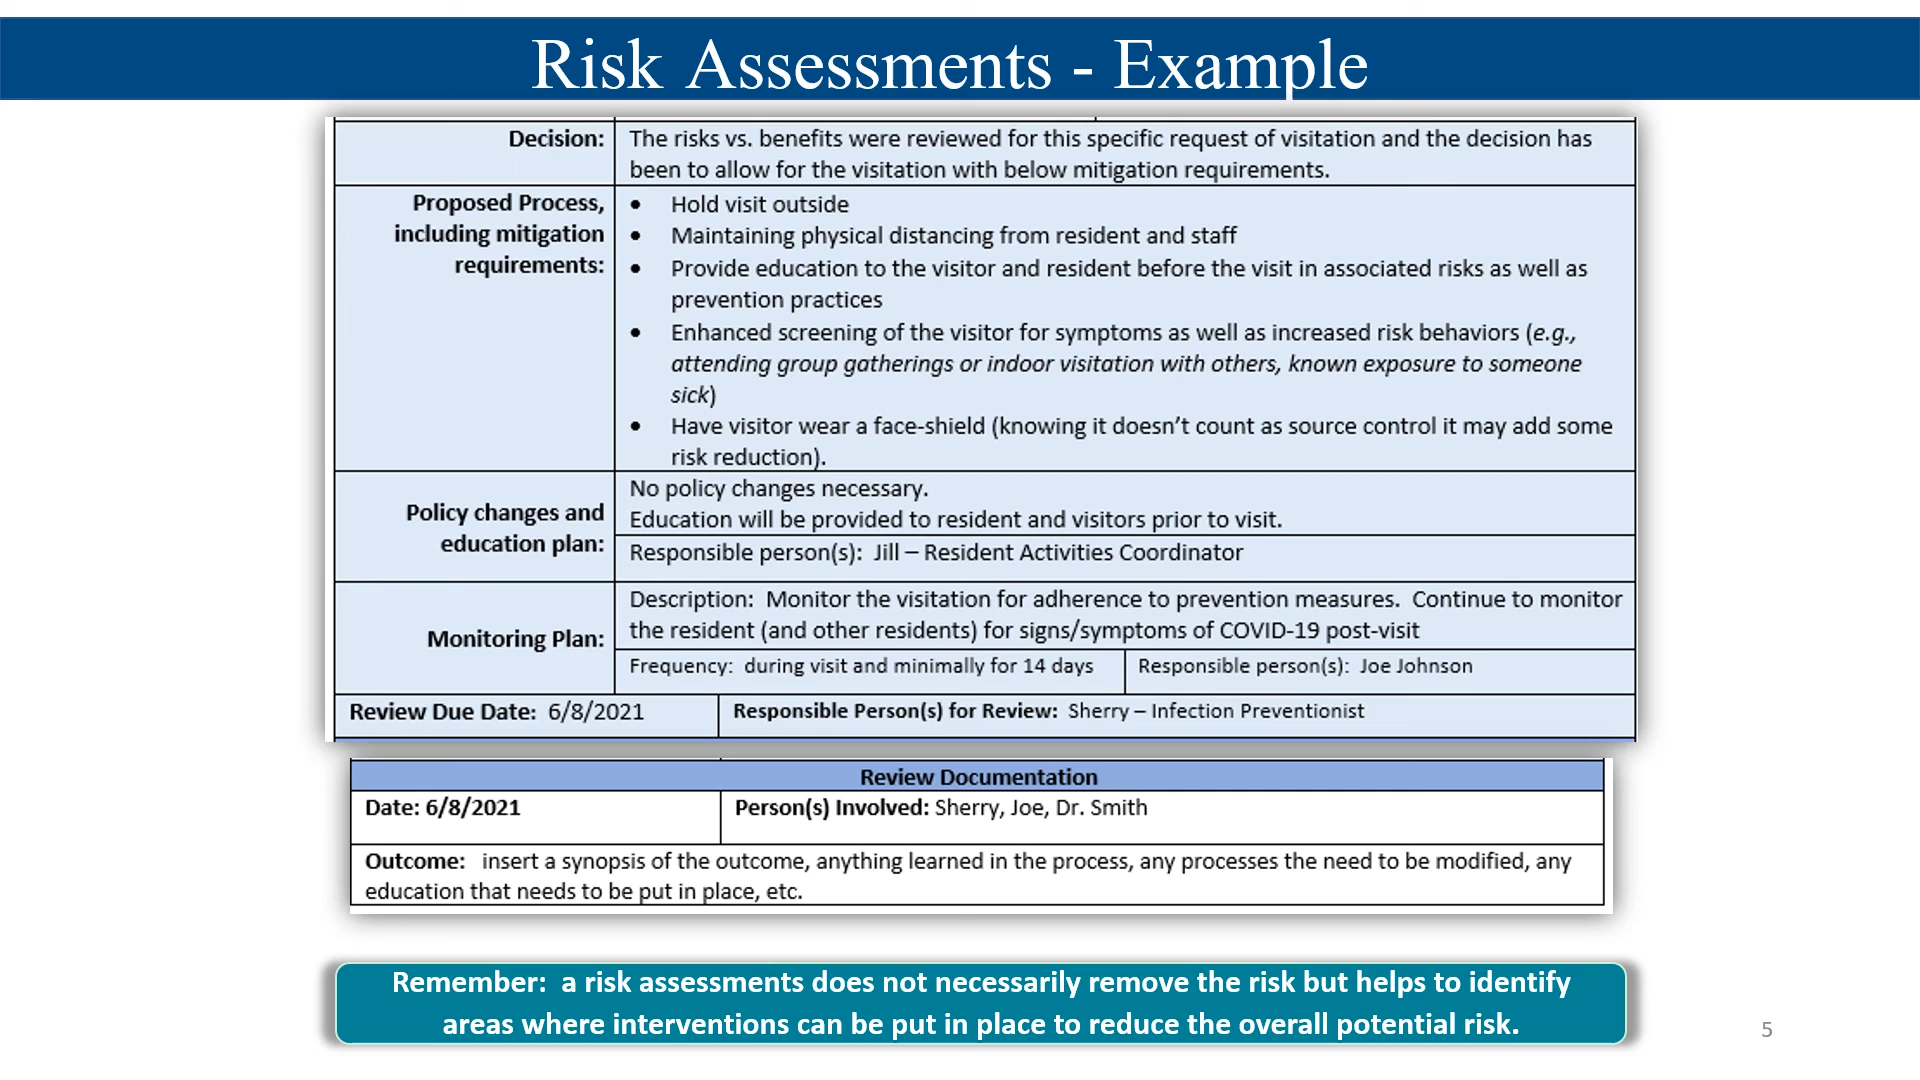 Risk Assessments - Example
Decision:
The risks vs. benefits were reviewed for this specific request of visitation and the decision has
been to allow for the visitation with below mitigation requirements.
Proposed Process,
including mitigation
requirements:
• Hold visit outside
• Maintaining physical distancing from resident and staff
• Provide education to the visitor and resident before the visit in associated risks as well as
prevention practices
• Enhanced screening of the visitor for symptoms as well as increased risk behaviors (e.g.,
attending group gatherings or indoor visitation with others, known exposure to someone
sick)
• Have visitor wear a face-shield (knowing it doesn’t count as source control it may add some
risk reduction).
Policy changes and
education plan:
No policy changes necessary.
Education will be provided to resident and visitors prior to visit.
Responsible person(s):  Jill – Resident Activities Coordinator
Monitoring Plan:
Description:  Monitor the visitation for adherence to prevention measures.  Continue to monitor
the resident (and other residents) for signs/symptoms of COVID-19 post-visit
Frequency:  during visit and minimally for 14 days
Responsible person(s):  Joe Johnson
Review Due Date:  6/8/2021
Responsible Person(s) for Review:  Sherry – Infection Preventionist
Review Documentation
Date: 6/8/2021
Person(s) Involved: Sherry, Joe, Dr. Smith
Outcome:   insert a synopsis of the outcome, anything learned in the process, any processes the need to be modified, any
education that needs to be put in place, etc.
Remember:  a risk assessments does not necessarily remove the risk but helps to identify
areas where interventions can be put in place to reduce the overall potential risk.
5